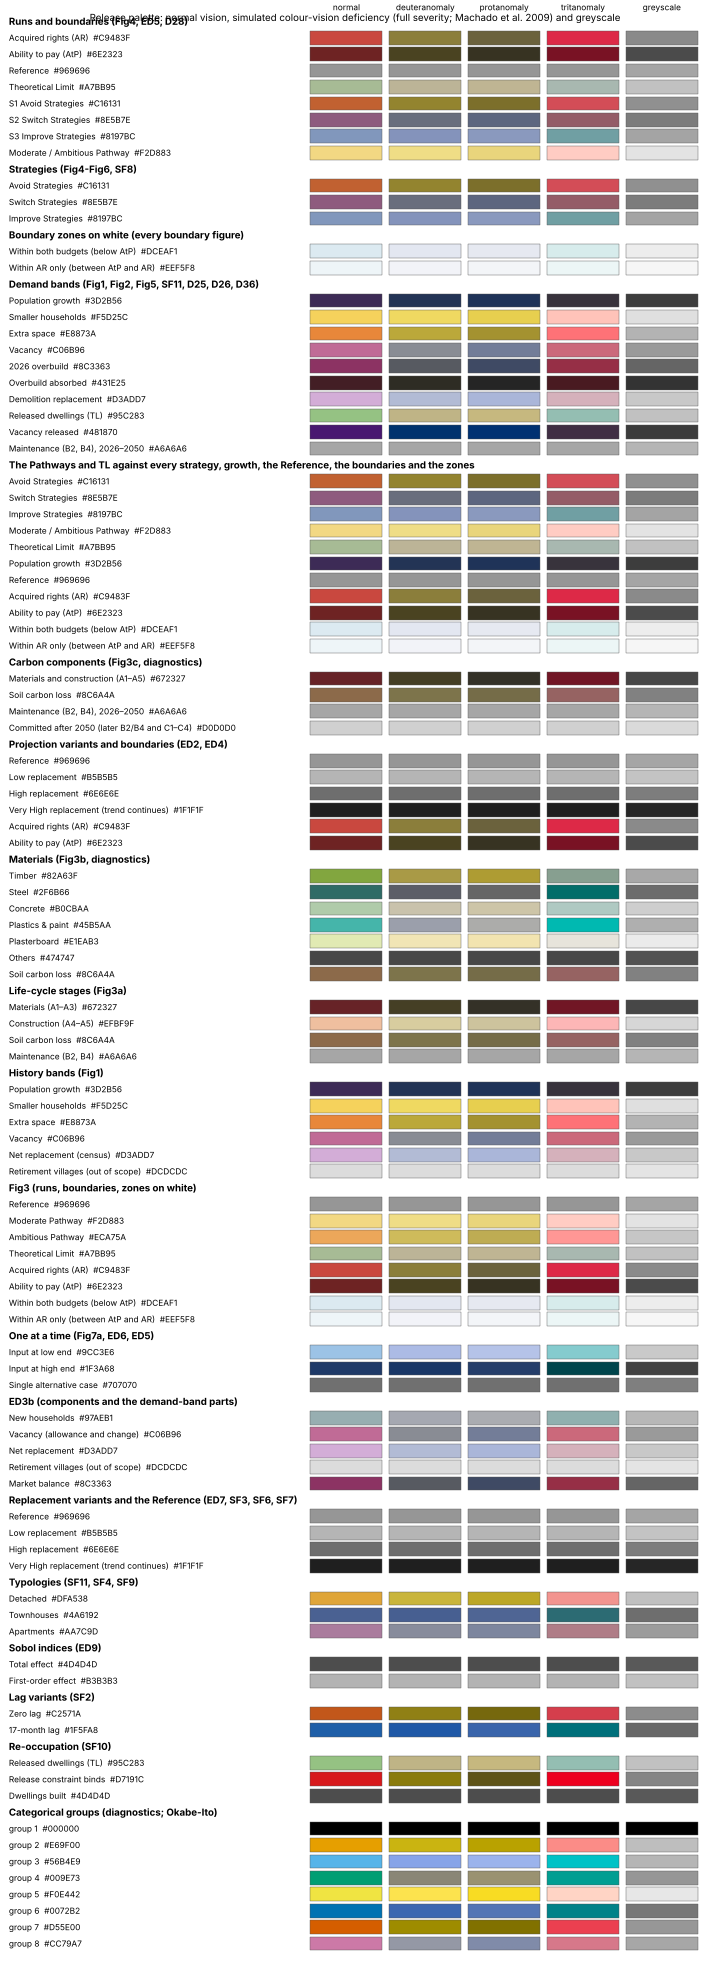 normal deuteranomaly protanomaly tritanomaly greyscale
Release palette: normal vision, simulated colour-vision deficiency (full severity; Machado et al. 2009) and greyscale
Runs and boundaries (Fig4, ED5, D28)
Acquired rights (AR) #C9483F
Ability to pay (AtP) #6E2323
Reference #969696
Theoretical Limit #A7BB95
S1 Avoid Strategies #C16131
S2 Switch Strategies #8E5B7E
S3 Improve Strategies #8197BC
Moderate / Ambitious Pathway #F2D883
Strategies (Fig4-Fig6, SF8)
Avoid Strategies #C16131
Switch Strategies #8E5B7E
Improve Strategies #8197BC
Boundary zones on white (every boundary figure)
Within both budgets (below AtP) #DCEAF1
Within AR only (between AtP and AR) #EEF5F8
Demand bands (Fig1, Fig2, Fig5, SF11, D25, D26, D36)
Population growth #3D2B56
Smaller households #F5D25C
Extra space #E8873A
Vacancy #C06B96
2026 overbuild #8C3363
Overbuild absorbed #431E25
Demolition replacement #D3ADD7
Released dwellings (TL) #95C283
Vacancy released #481870
Maintenance (B2, B4), 2026–2050 #A6A6A6
The Pathways and TL against every strategy, growth, the Reference, the boundaries and the zones
Avoid Strategies #C16131
Switch Strategies #8E5B7E
Improve Strategies #8197BC
Moderate / Ambitious Pathway #F2D883
Theoretical Limit #A7BB95
Population growth #3D2B56
Reference #969696
Acquired rights (AR) #C9483F
Ability to pay (AtP) #6E2323
Within both budgets (below AtP) #DCEAF1
Within AR only (between AtP and AR) #EEF5F8
Carbon components (Fig3c, diagnostics)
Materials and construction (A1–A5) #672327
Soil carbon loss #8C6A4A
Maintenance (B2, B4), 2026–2050 #A6A6A6
Committed after 2050 (later B2/B4 and C1–C4) #D0D0D0
Projection variants and boundaries (ED2, ED4)
Reference #969696
Low replacement #B5B5B5
High replacement #6E6E6E
Very High replacement (trend continues) #1F1F1F
Acquired rights (AR) #C9483F
Ability to pay (AtP) #6E2323
Materials (Fig3b, diagnostics)
Timber #82A63F
Steel #2F6B66
Concrete #B0CBAA
Plastics & paint #45B5AA
Plasterboard #E1EAB3
Others #474747
Soil carbon loss #8C6A4A
Life-cycle stages (Fig3a)
Materials (A1–A3) #672327
Construction (A4–A5) #EFBF9F
Soil carbon loss #8C6A4A
Maintenance (B2, B4) #A6A6A6
History bands (Fig1)
Population growth #3D2B56
Smaller households #F5D25C
Extra space #E8873A
Vacancy #C06B96
Net replacement (census) #D3ADD7
Retirement villages (out of scope) #DCDCDC
Fig3 (runs, boundaries, zones on white)
Reference #969696
Moderate Pathway #F2D883
Ambitious Pathway #ECA75A
Theoretical Limit #A7BB95
Acquired rights (AR) #C9483F
Ability to pay (AtP) #6E2323
Within both budgets (below AtP) #DCEAF1
Within AR only (between AtP and AR) #EEF5F8
One at a time (Fig7a, ED6, ED5)
Input at low end #9CC3E6
Input at high end #1F3A68
Single alternative case #707070
ED3b (components and the demand-band parts)
New households #97AEB1
Vacancy (allowance and change) #C06B96
Net replacement #D3ADD7
Retirement villages (out of scope) #DCDCDC
Market balance #8C3363
Replacement variants and the Reference (ED7, SF3, SF6, SF7)
Reference #969696
Low replacement #B5B5B5
High replacement #6E6E6E
Very High replacement (trend continues) #1F1F1F
Typologies (SF11, SF4, SF9)
Detached #DFA538
Townhouses #4A6192
Apartments #AA7C9D
Sobol indices (ED9)
Total effect #4D4D4D
First-order effect #B3B3B3
Lag variants (SF2)
Zero lag #C2571A
17-month lag #1F5FA8
Re-occupation (SF10)
Released dwellings (TL) #95C283
Release constraint binds #D7191C
Dwellings built #4D4D4D
Categorical groups (diagnostics; Okabe-Ito)
group 1 #000000
group 2 #E69F00
group 3 #56B4E9
group 4 #009E73
group 5 #F0E442
group 6 #0072B2
group 7 #D55E00
group 8 #CC79A7